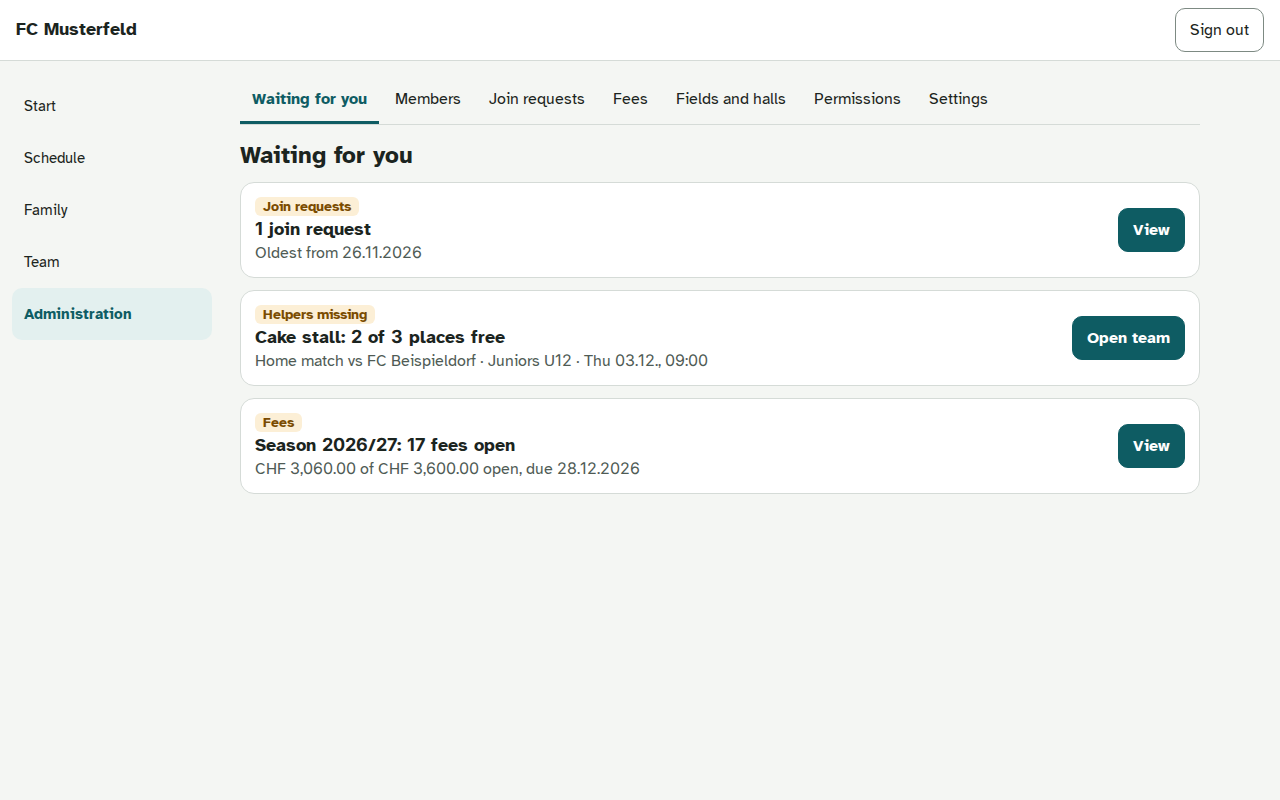 FC Musterfeld
Sign out
Start
Schedule
Family
Team
Administration
Waiting for you
Members
Join requests
Fees
Fields and halls
Permissions
Settings
Waiting for you
Join requests
1 join request
Oldest from 26.11.2026
View
Helpers missing
Cake stall: 2 of 3 places free
Home match vs FC Beispieldorf · Juniors U12 · Thu 03.12., 09:00
Open team
Fees
Season 2026/27: 17 fees open
CHF 3,060.00 of CHF 3,600.00 open, due 28.12.2026
View